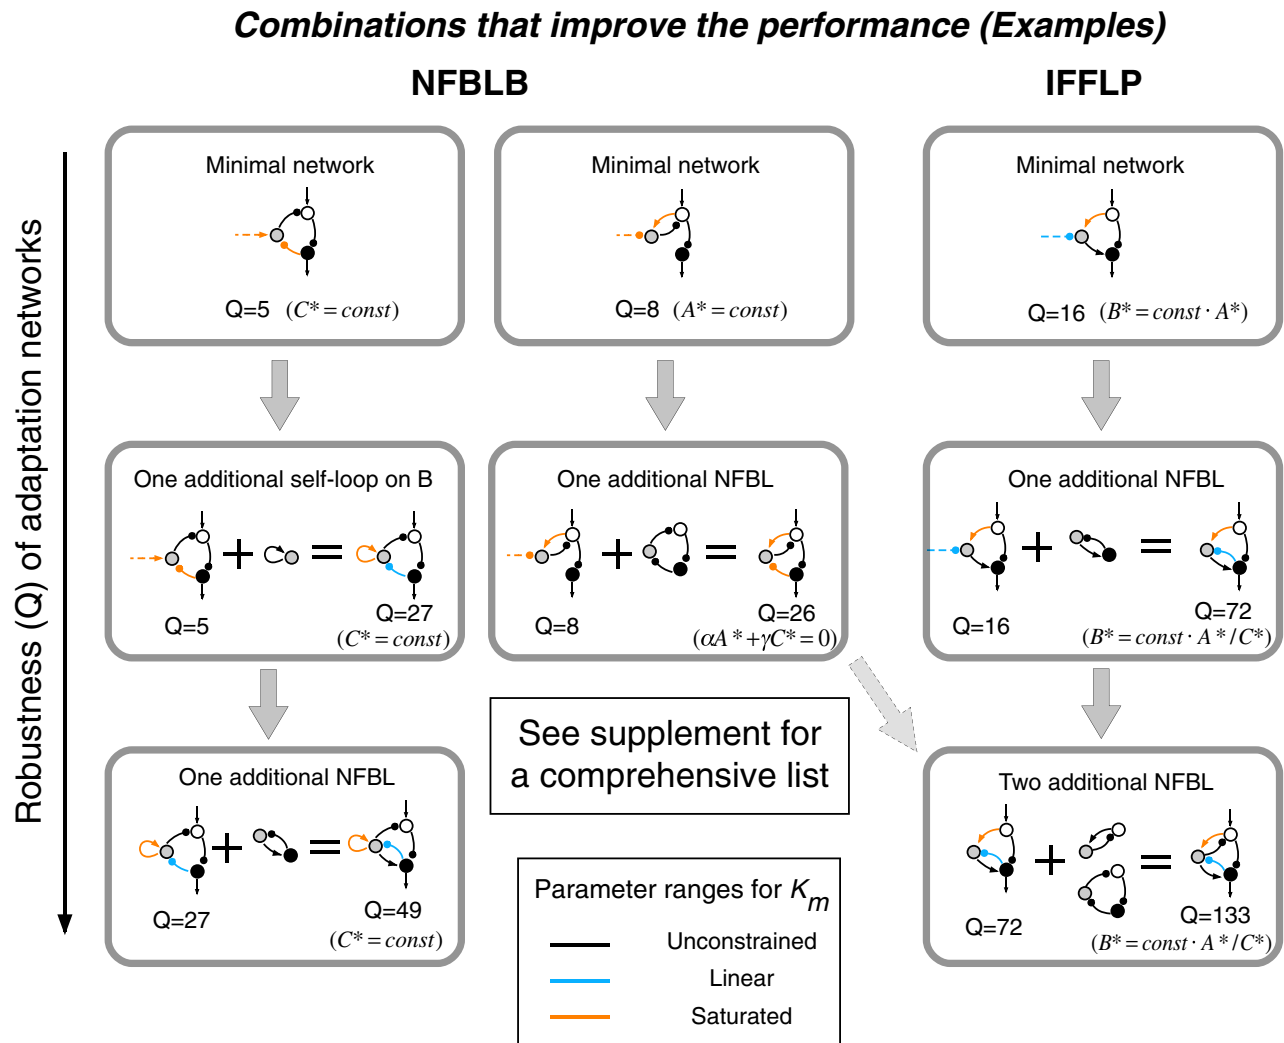 Combinations that improve the performance (Examples)
NFBLB
IFFLP
Robustness (Q) of adaptation networks
Minimal network
Q=5 (C* = const)
Minimal network
Q=8 (A* = const)
Minimal network
Q=16 (B* = const · A*)
One additional self-loop on B
+ =
Q=5
Q=27
(C* = const)
One additional NFBL
+ =
Q=8
Q=26
(αA* + γC* = 0)
One additional NFBL
+ =
Q=16
Q=72
(B* = const · A*/C*)
One additional NFBL
+ =
Q=27
Q=49
(C* = const)
See supplement for
a comprehensive list
Two additional NFBL
+ =
Q=72
Q=133
(B* = const · A*/C*)
Parameter ranges for K_m
Unconstrained
Linear
Saturated